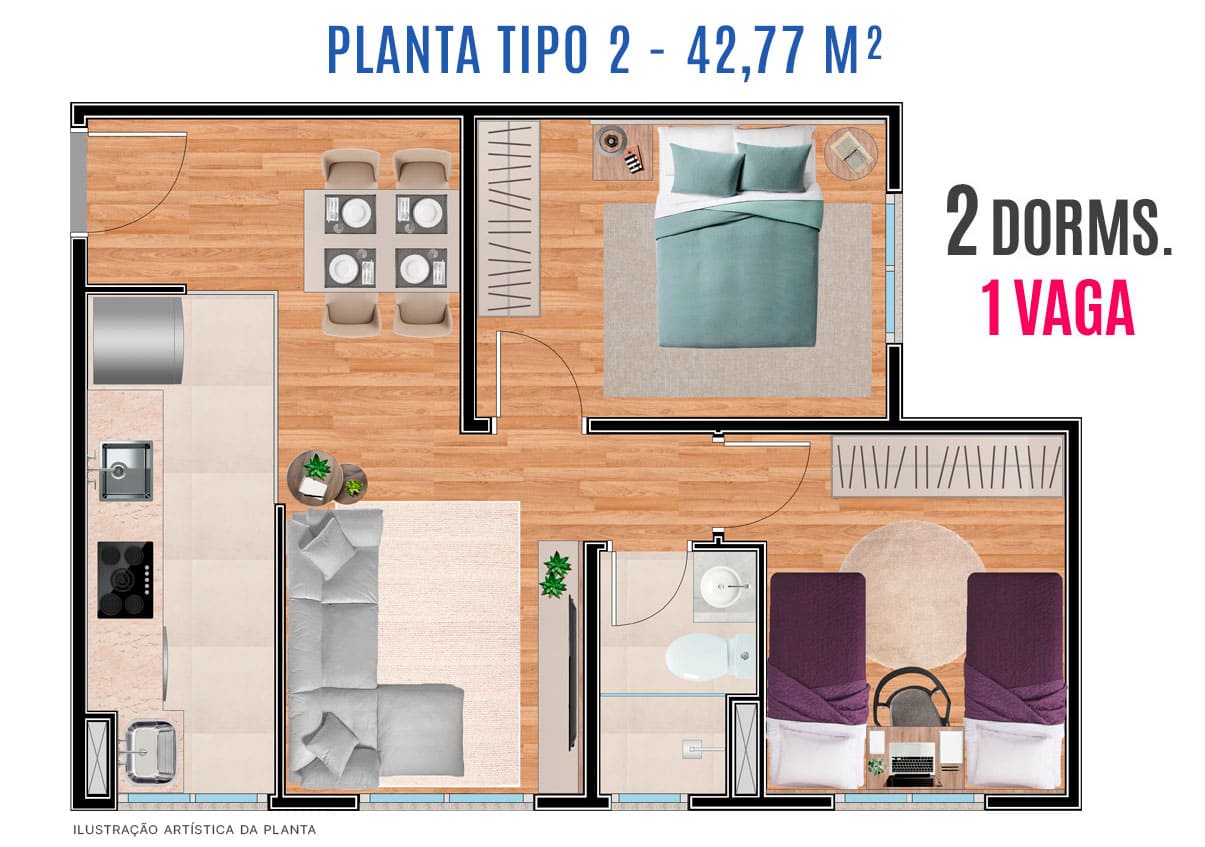 PLANTA TIPO 2 - 42,77 M²
2 DORMS.
1 VAGA
ILUSTRAÇÃO ARTÍSTICA DA PLANTA